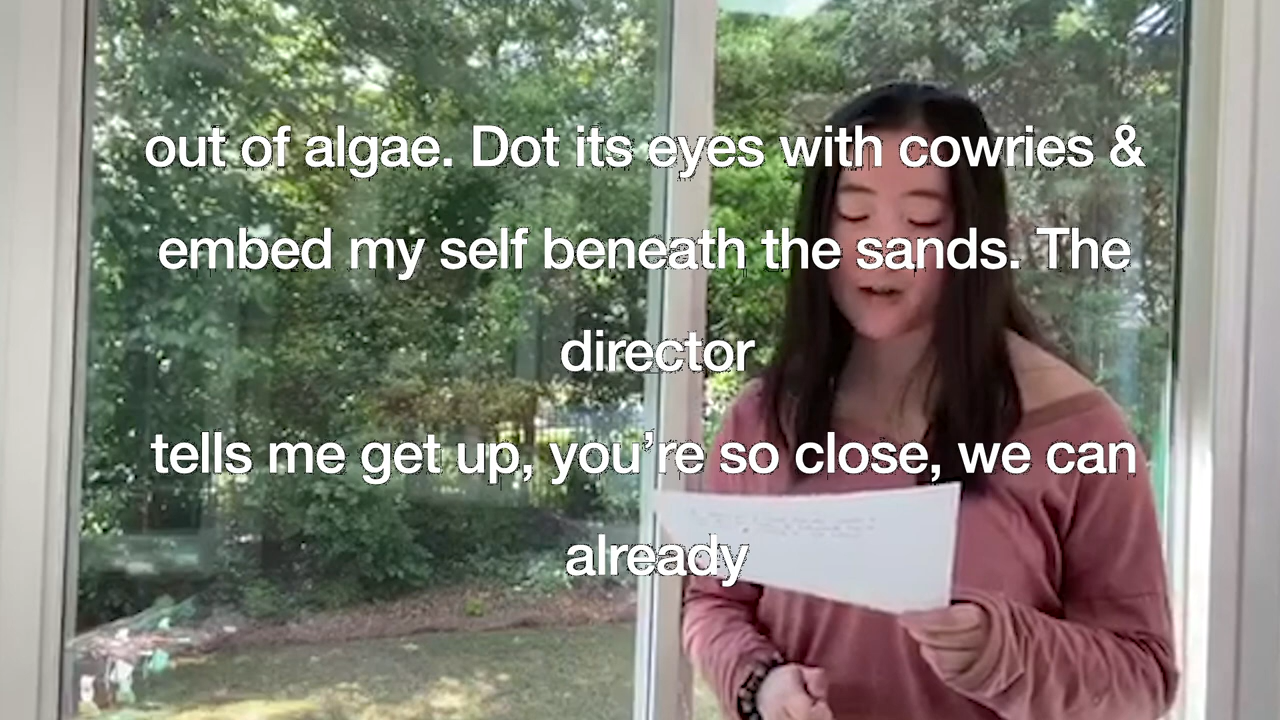 out of algae. Dot its eyes with cowries &
embed my self beneath the sands. The
director
tells me get up, you’re so close, we can
already